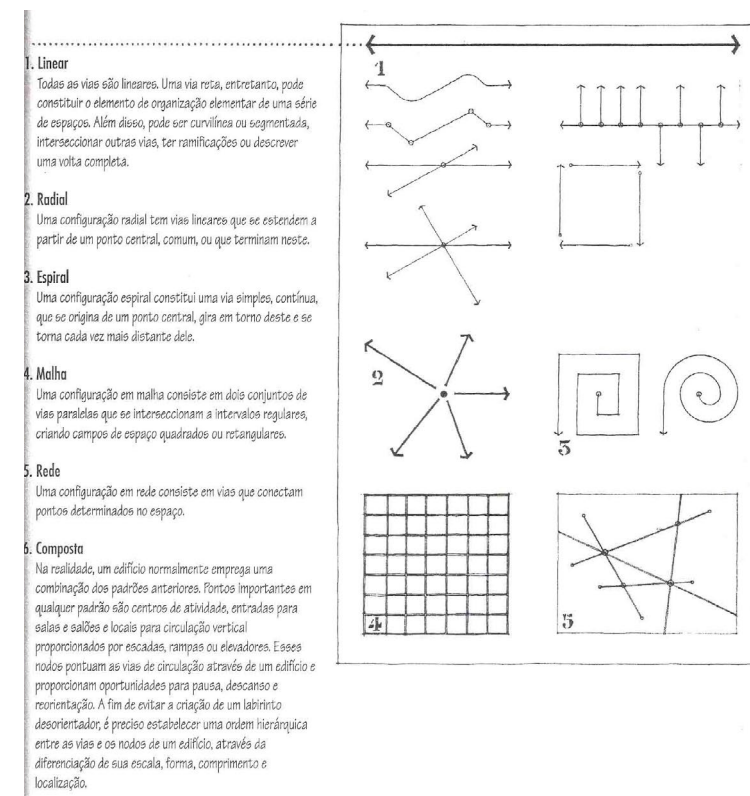 1. Linear
Todas as vias são lineares. Uma via reta, entretanto, pode
constituir o elemento de organização elementar de uma série
de espaços. Além disso, pode ser curvilínea ou segmentada,
interseccionar outras vias, ter ramificações ou descrever
uma volta completa.
2. Radial
Uma configuração radial tem vias lineares que se estendem a
partir de um ponto central, comum, ou que terminam neste.
3. Espiral
Uma configuração espiral constitui uma via simples, contínua,
que se origina de um ponto central, gira em torno deste e se
torna cada vez mais distante dele.
4. Malha
Uma configuração em malha consiste em dois conjuntos de
vias paralelas que se interseccionam a intervalos regulares,
criando campos de espaço quadrados ou retangulares.
5. Rede
Uma configuração em rede consiste em vias que conectam
pontos determinados no espaço.
6. Composta
Na realidade, um edifício normalmente emprega uma
combinação dos padrões anteriores. Pontos importantes em
qualquer padrão são centros de atividade, entradas para
salas e salões e locais para circulação vertical
proporcionados por escadas, rampas ou elevadores. Esses
nodos pontuam as vias de circulação através de um edifício e
proporcionam oportunidades para pausa, descanso e
reorientação. A fim de evitar a criação de um labirinto
desorientador, é preciso estabelecer uma ordem hierárquica
entre as vias e os nodos de um edifício, através da
diferenciação de sua escala, forma, comprimento e
localização.
1
2
3
4
5